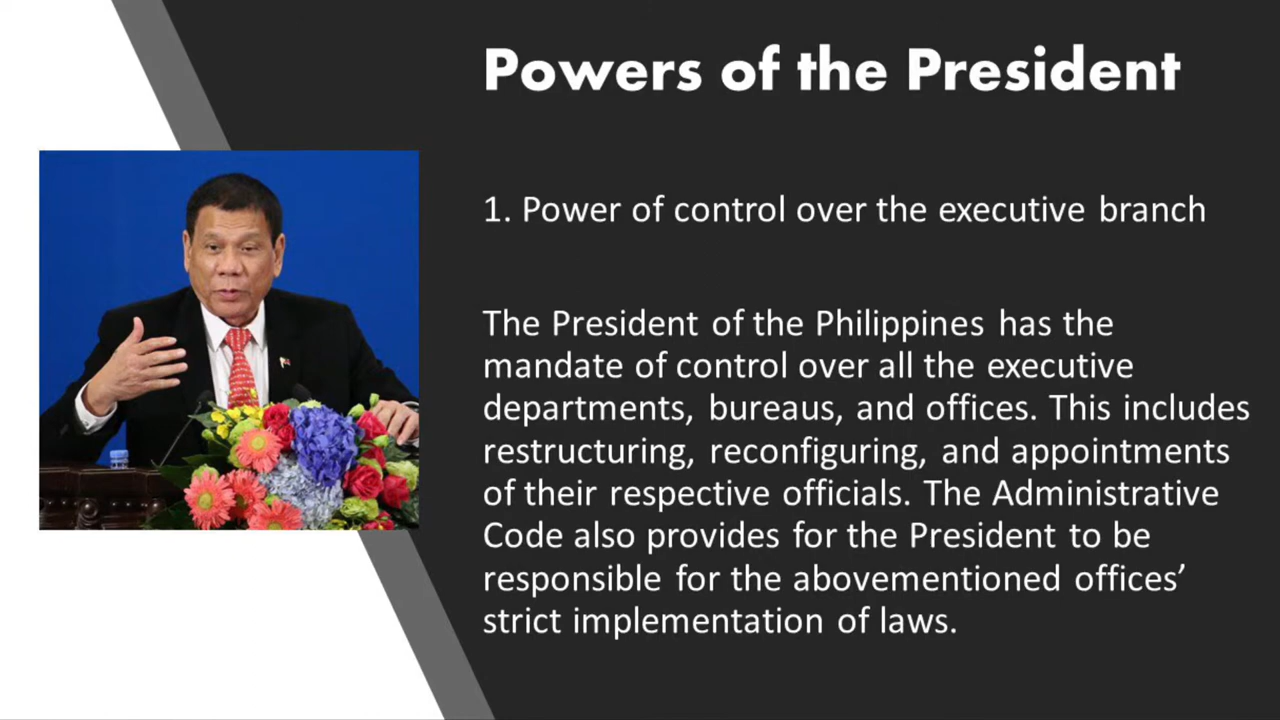 Powers of the President
1. Power of control over the executive branch
The President of the Philippines has the
mandate of control over all the executive
departments, bureaus, and offices. This includes
restructuring, reconfiguring, and appointments
of their respective officials. The Administrative
Code also provides for the President to be
responsible for the abovementioned offices’
strict implementation of laws.